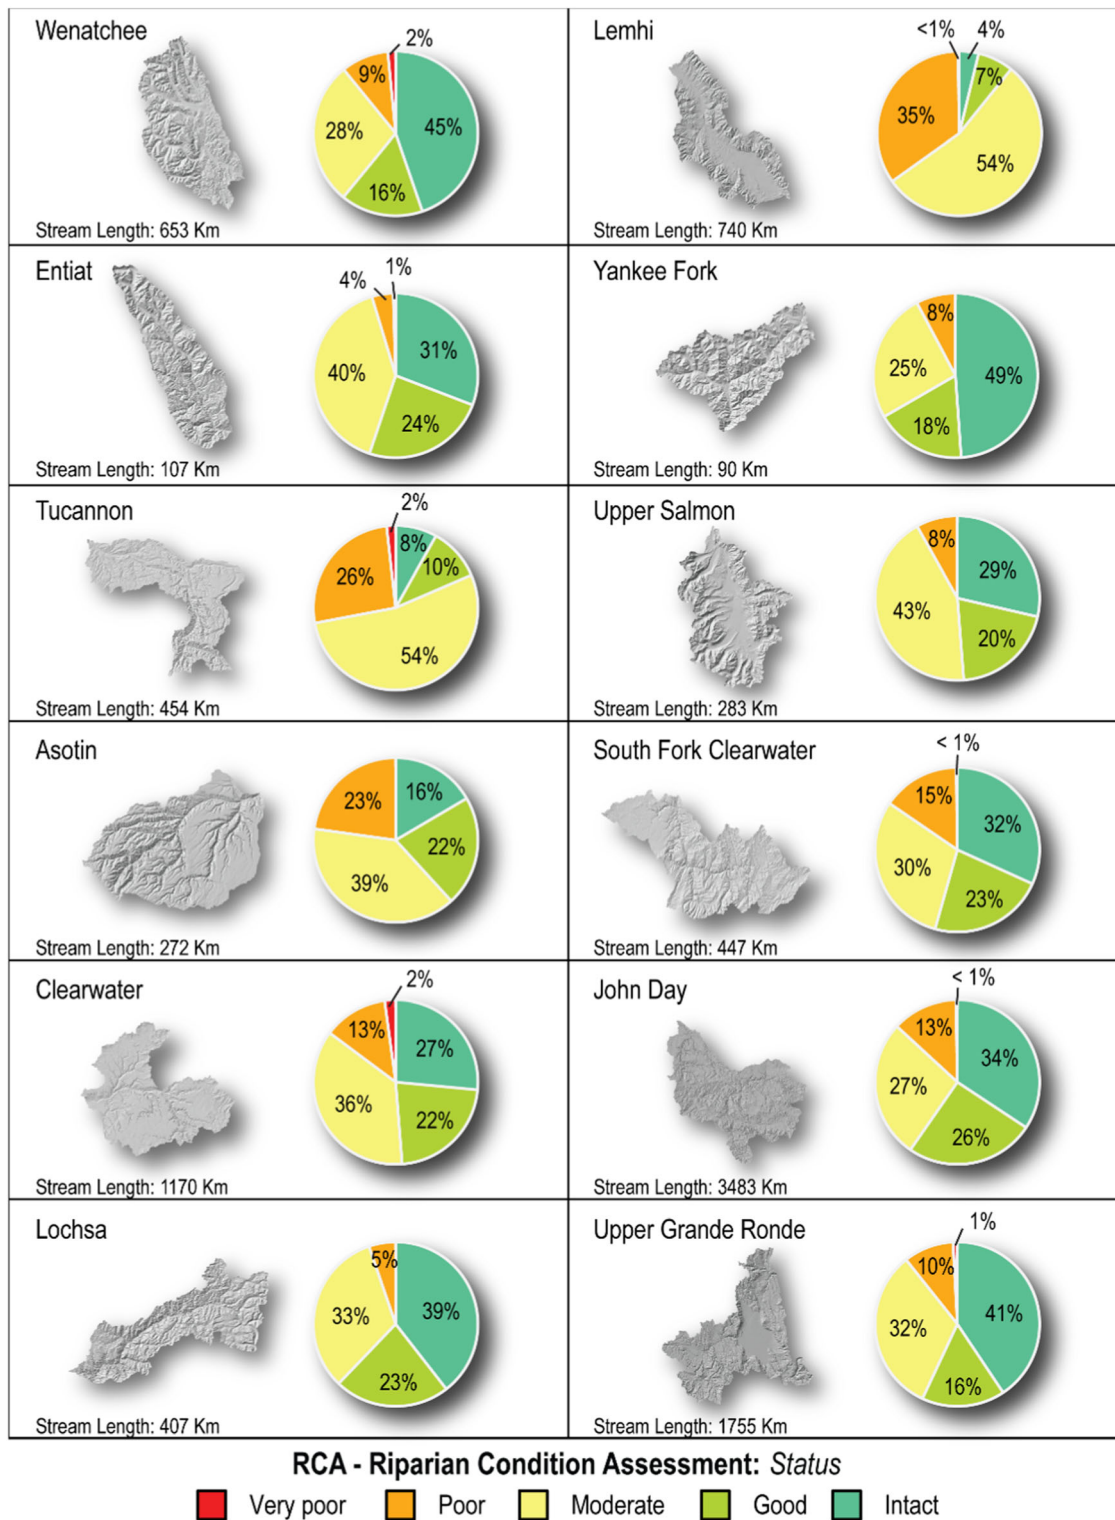 Wenatchee
2%
9%
45%
28%
16%
Stream Length: 653 Km
Lemhi
<1%
4%
7%
35%
54%
Stream Length: 740 Km
Entiat
4%
1%
31%
40%
24%
Stream Length: 107 Km
Yankee Fork
8%
25%
49%
18%
Stream Length: 90 Km
Tucannon
2%
8%
10%
26%
54%
Stream Length: 454 Km
Upper Salmon
8%
29%
43%
20%
Stream Length: 283 Km
Asotin
23%
16%
22%
39%
Stream Length: 272 Km
South Fork Clearwater
< 1%
15%
32%
30%
23%
Stream Length: 447 Km
Clearwater
2%
13%
27%
36%
22%
Stream Length: 1170 Km
John Day
< 1%
13%
34%
27%
26%
Stream Length: 3483 Km
Lochsa
5%
39%
33%
23%
Stream Length: 407 Km
Upper Grande Ronde
1%
10%
41%
32%
16%
Stream Length: 1755 Km
RCA - Riparian Condition Assessment: Status
Very poor Poor Moderate Good Intact